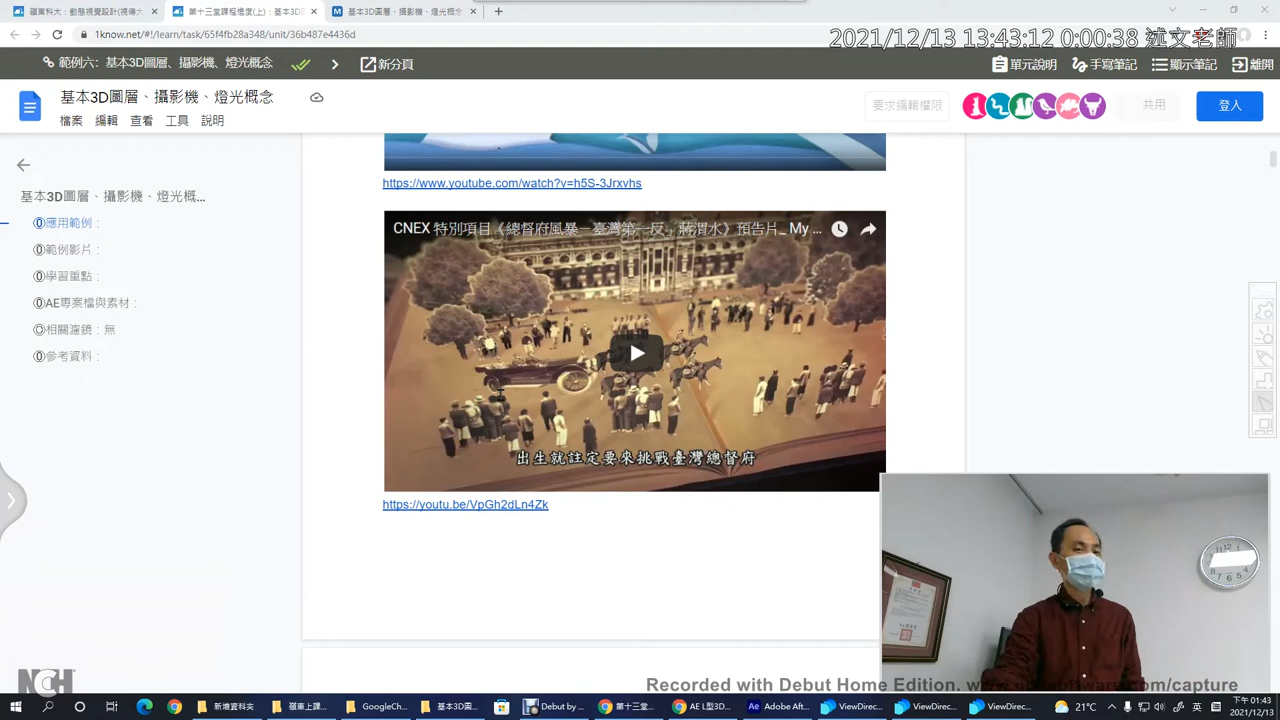 嶺東科大：動態視覺設計(視傳大
第十三堂課程進度(上)：基本3D圖
基本3D圖層、攝影機、燈光概念
1know.net/#!/learn/task/65f4fb28a348/unit/36b487e4436d
2021/12/13 13:43:12 0:00:38 述文老師
範例六：基本3D圖層、攝影機、燈光概念
新分頁
單元說明
手寫筆記
顯示筆記
離開
基本3D圖層、攝影機、燈光概念
檔案 編輯 查看 工具 說明
要求編輯權限
共用
登入
基本3D圖層、攝影機、燈光概...
⓪應用範例：
⓪範例影片：
⓪學習重點：
⓪AE專案檔與素材：
◎相關濾鏡：無
⓪參考資料：
https://www.youtube.com/watch?v=h5S-3Jrxvhs
CNEX 特別項目《總督府風暴－臺灣第一反」蔣渭水》預告片_ My ...
出生就註定要來挑戰臺灣總督府
https://youtu.be/VpGh2dLn4Zk
NCH
Recorded with Debut Home Edition.
/capture
新增資料夾
嶺東上課...
GoogleCh...
基本3D圖...
Debut by ...
第十三堂...
AE L型3D...
Adobe Aft...
ViewDirec...
ViewDirec...
ViewDirec...
21°C
英
下午 01:43
2021/12/13